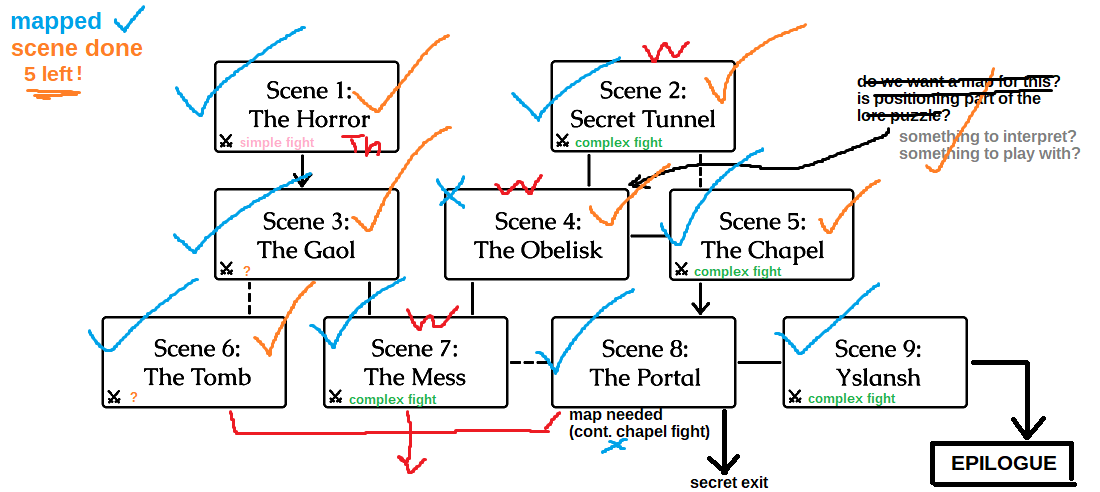 mapped
scene done
5 left!
Scene 1:
The Horror
simple fight
Th
Scene 2:
Secret Tunnel
complex fight
do we want a map for this?
is positioning part of the
lore puzzle?
something to interpret?
something to play with?
Scene 3:
The Gaol
?
Scene 4:
The Obelisk
Scene 5:
The Chapel
complex fight
Scene 6:
The Tomb
?
Scene 7:
The Mess
complex fight
Scene 8:
The Portal
Scene 9:
Yslansh
complex fight
map needed
(cont. chapel fight)
secret exit
EPILOGUE